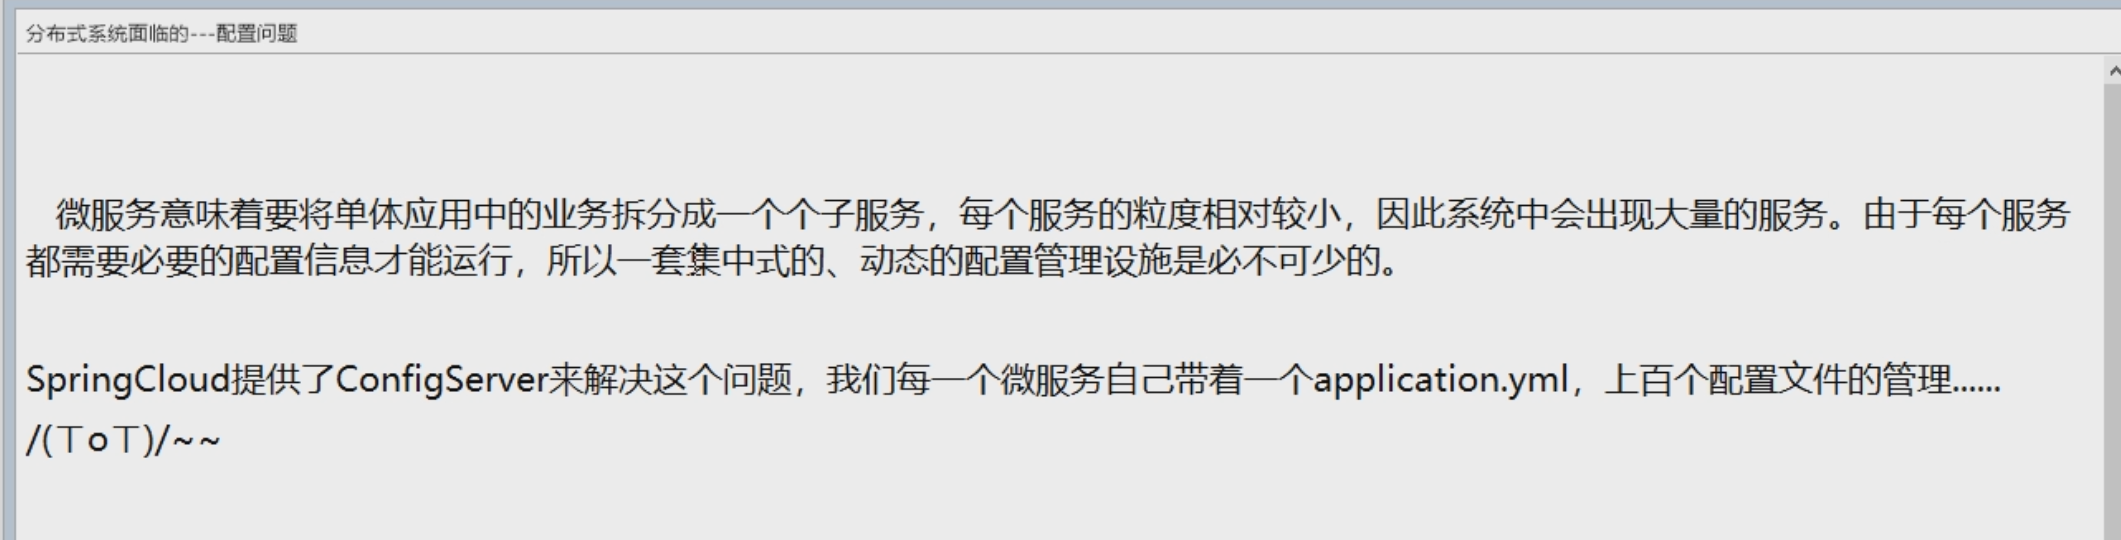 分布式系统面临的---配置问题
微服务意味着要将单体应用中的业务拆分成一个个子服务，每个服务的粒度相对较小，因此系统中会出现大量的服务。由于每个服务
都需要必要的配置信息才能运行，所以一套集中式的、动态的配置管理设施是必不可少的。
SpringCloud提供了ConfigServer来解决这个问题，我们每一个微服务自己带着一个application.yml，上百个配置文件的管理......
/(ㄒoㄒ)/~~